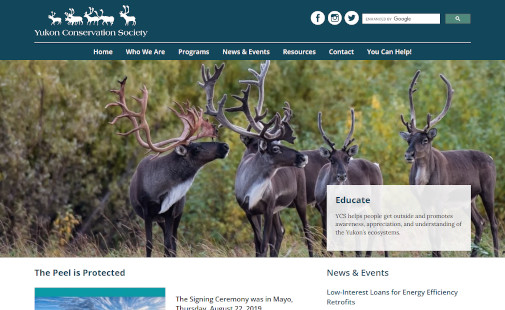 Yukon Conservation Society
ENHANCED BY Google
Home Who We Are Programs News & Events Resources Contact You Can Help!
Educate
YCS helps people get outside and promotes
awareness, appreciation, and understanding of
the Yukon's ecosystems.
The Peel is Protected
The Signing Ceremony was in Mayo,
Thursday, August 22, 2019
News & Events
Low-Interest Loans for Energy Efficiency
Retrofits